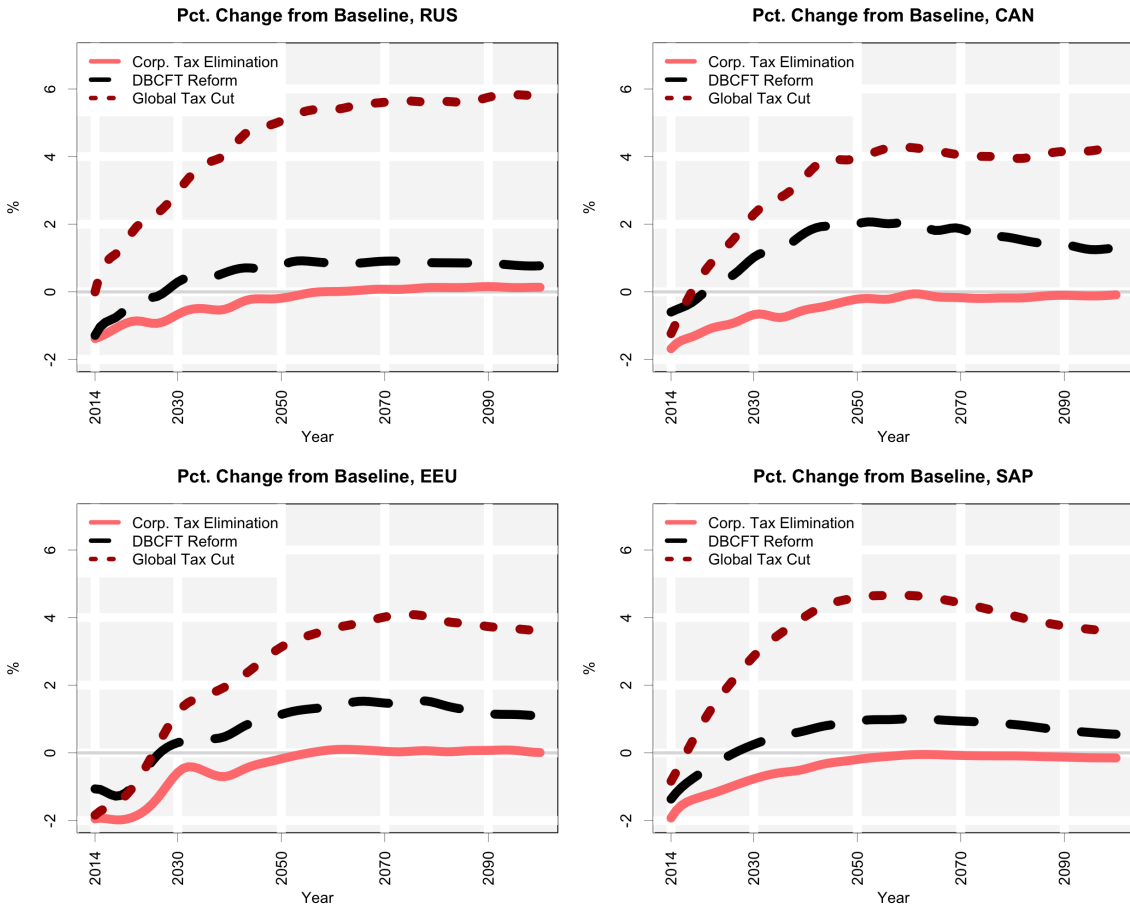 Pct. Change from Baseline, RUS
Corp. Tax Elimination
DBCFT Reform
Global Tax Cut
%
6
4
2
0
-2
2014
2030
2050
2070
2090
Year
Pct. Change from Baseline, CAN
Corp. Tax Elimination
DBCFT Reform
Global Tax Cut
%
6
4
2
0
-2
2014
2030
2050
2070
2090
Year
Pct. Change from Baseline, EEU
Corp. Tax Elimination
DBCFT Reform
Global Tax Cut
%
6
4
2
0
-2
2014
2030
2050
2070
2090
Year
Pct. Change from Baseline, SAP
Corp. Tax Elimination
DBCFT Reform
Global Tax Cut
%
6
4
2
0
-2
2014
2030
2050
2070
2090
Year